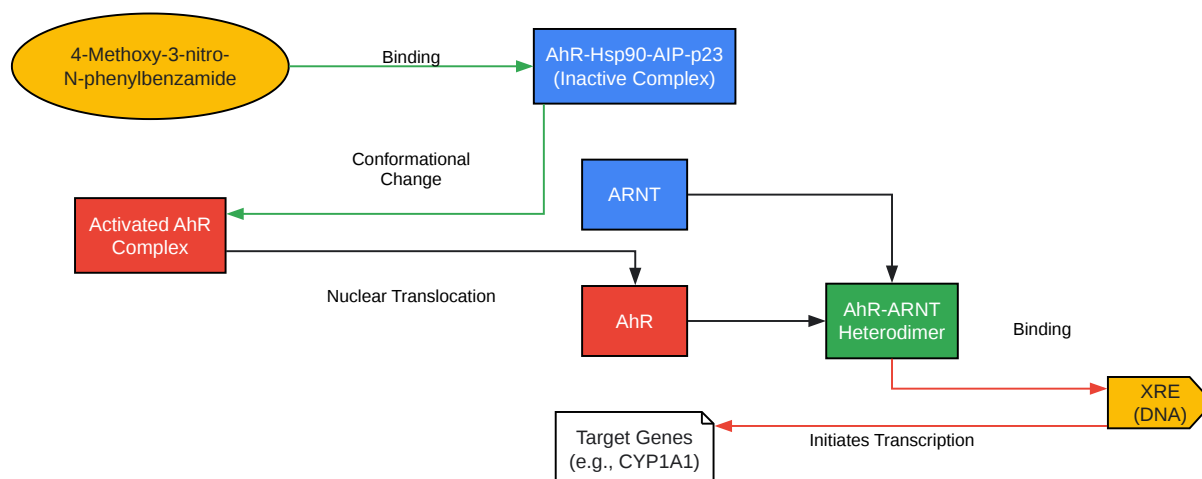 4-Methoxy-3-nitro-
N-phenylbenzamide
Binding
AhR-Hsp90-AIP-p23
(Inactive Complex)
Conformational
Change
ARNT
Activated AhR
Complex
Nuclear Translocation
AhR
AhR-ARNT
Heterodimer
Binding
XRE
(DNA)
Initiates Transcription
Target Genes
(e.g., CYP1A1)